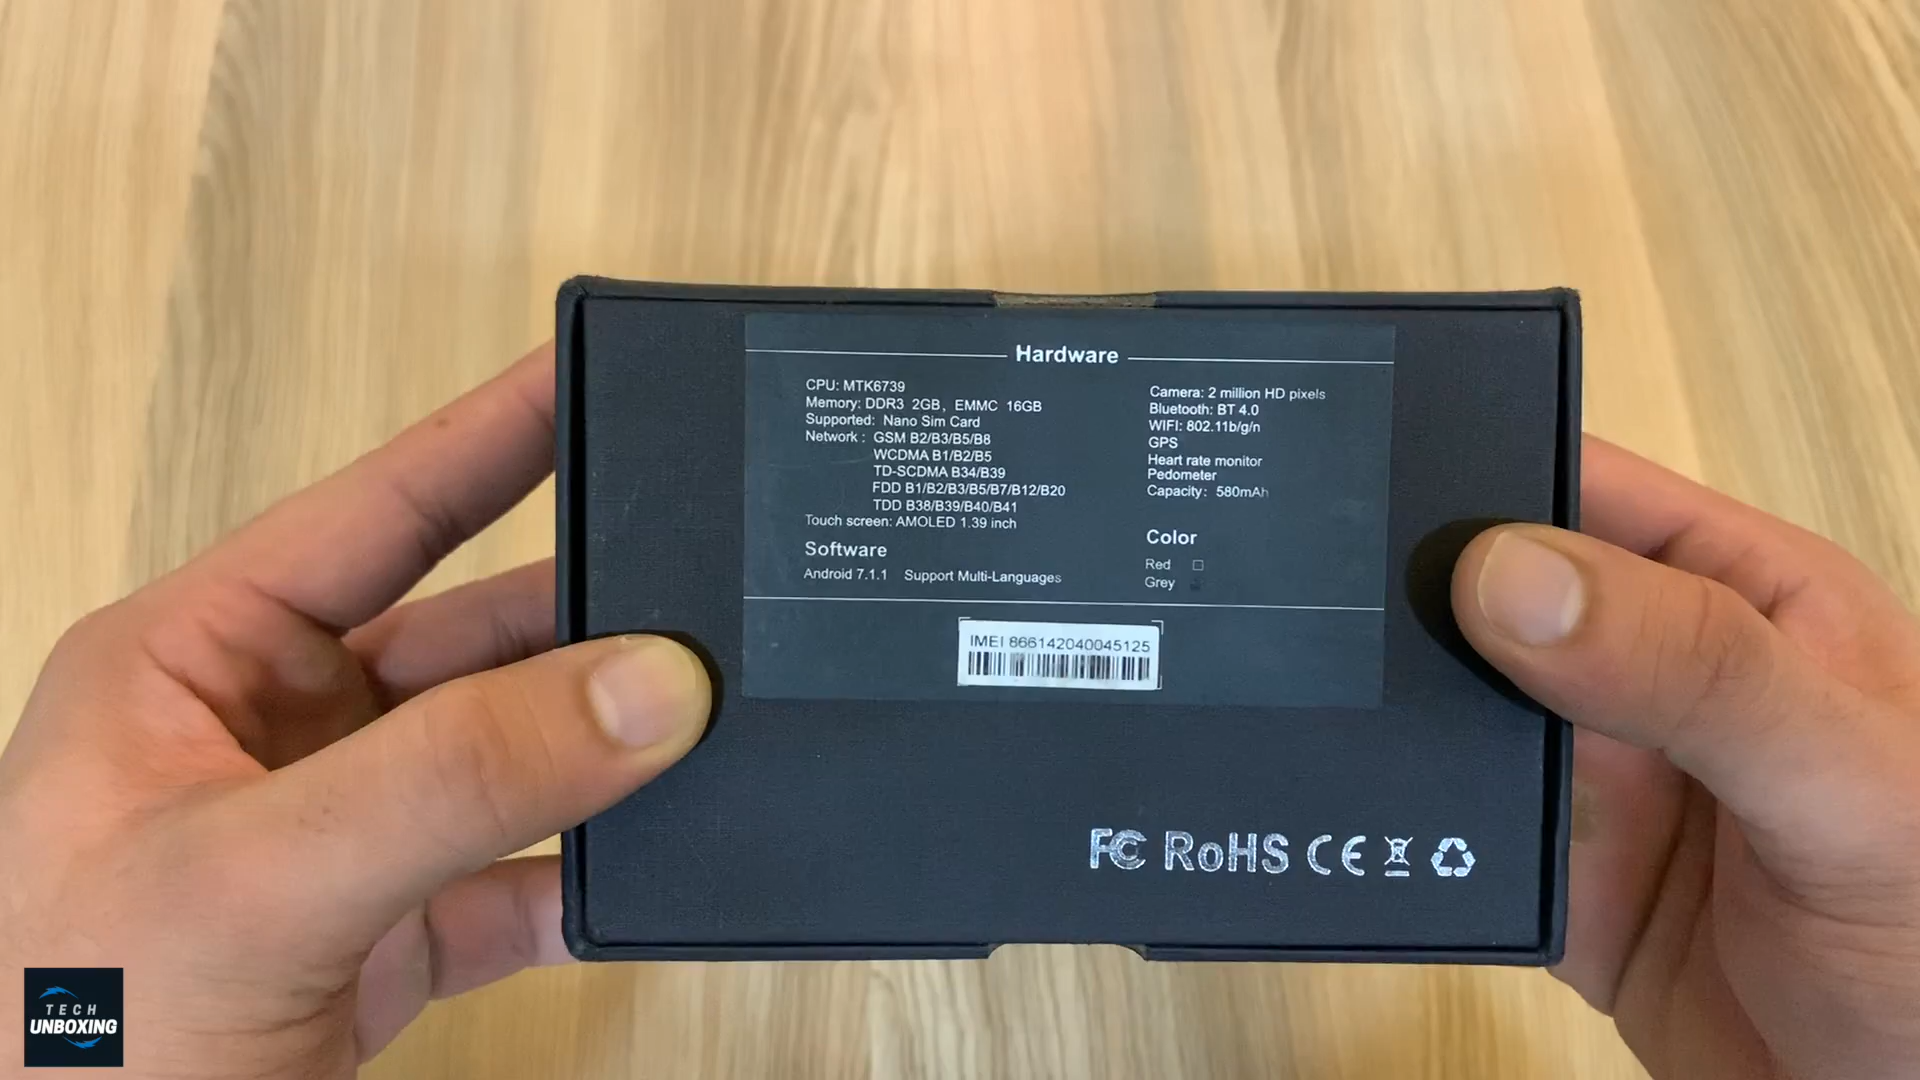 Hardware
CPU: MTK6739
Memory: DDR3 2GB, EMMC 16GB
Supported: Nano Sim Card
Network : GSM B2/B3/B5/B8
WCDMA B1/B2/B5
TD-SCDMA B34/B39
FDD B1/B2/B3/B5/B7/B12/B20
TDD B38/B39/B40/B41
Touch screen: AMOLED 1.39 inch
Software
Android 7.1.1 Support Multi-Languages
Camera: 2 million HD pixels
Bluetooth: BT 4.0
WIFI: 802.11b/g/n
GPS
Heart rate monitor
Pedometer
Capacity: 580mAh
Color
Red
Grey
IMEI 866142040045125
FC RoHS CE
TECH
UNBOXING